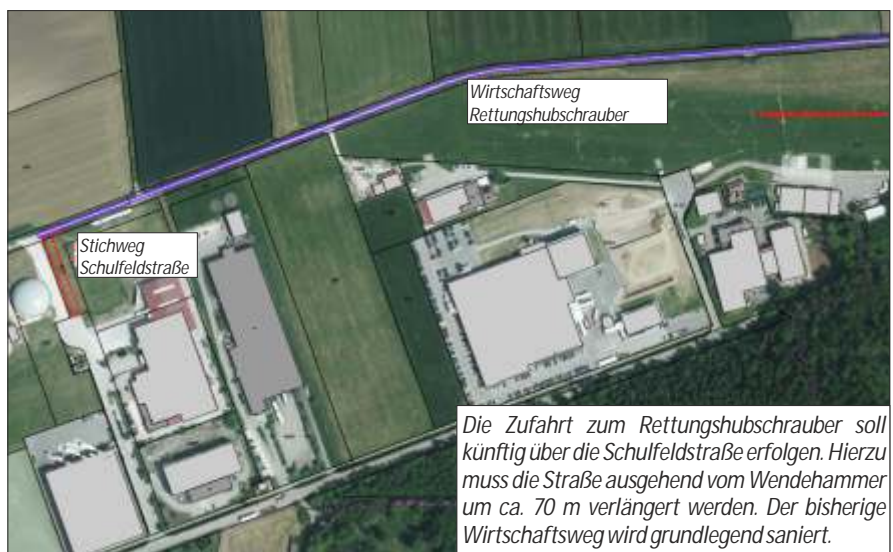 Wirtschaftsweg
Rettungshubschrauber
Stichweg
Schulfeldstraße
Die Zufahrt zum Rettungshubschrauber soll
künftig über die Schulfeldstraße erfolgen. Hierzu
muss die Straße ausgehend vom Wendehammer
um ca. 70 m verlängert werden. Der bisherige
Wirtschaftsweg wird grundlegend saniert.